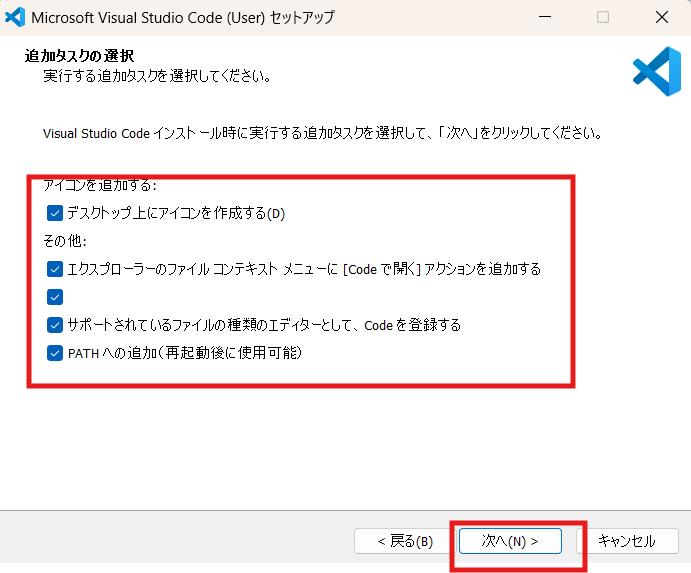 Microsoft Visual Studio Code (User) セットアップ
追加タスクの選択
実行する追加タスクを選択してください。
Visual Studio Code インストール時に実行する追加タスクを選択して、「次へ」をクリックしてください。
アイコンを追加する:
デスクトップ上にアイコンを作成する(D)
その他:
エクスプローラーのファイル コンテキスト メニューに [Code で開く] アクションを追加する
サポートされているファイルの種類のエディターとして、Code を登録する
PATH への追加（再起動後に使用可能）
< 戻る(B)
次へ(N) >
キャンセル